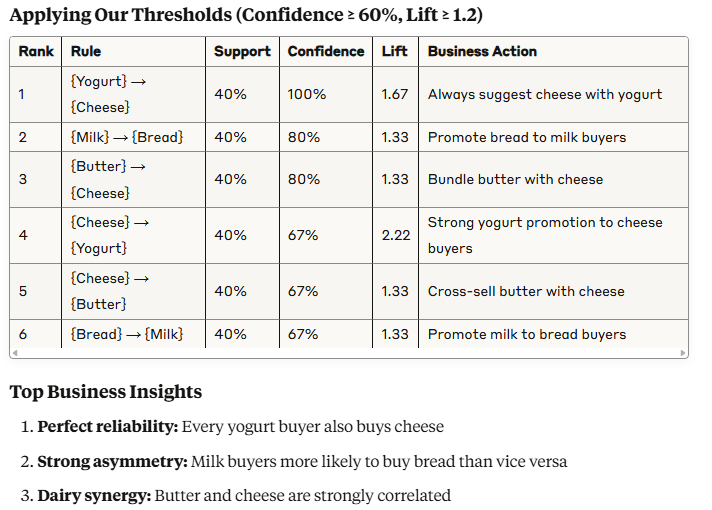 Applying Our Thresholds (Confidence ≥ 60%, Lift ≥ 1.2)
Rank Rule Support Confidence Lift Business Action
1 {Yogurt} → {Cheese} 40% 100% 1.67 Always suggest cheese with yogurt
2 {Milk} → {Bread} 40% 80% 1.33 Promote bread to milk buyers
3 {Butter} → {Cheese} 40% 80% 1.33 Bundle butter with cheese
4 {Cheese} → {Yogurt} 40% 67% 2.22 Strong yogurt promotion to cheese buyers
5 {Cheese} → {Butter} 40% 67% 1.33 Cross-sell butter with cheese
6 {Bread} → {Milk} 40% 67% 1.33 Promote milk to bread buyers
Top Business Insights
1. Perfect reliability: Every yogurt buyer also buys cheese
2. Strong asymmetry: Milk buyers more likely to buy bread than vice versa
3. Dairy synergy: Butter and cheese are strongly correlated